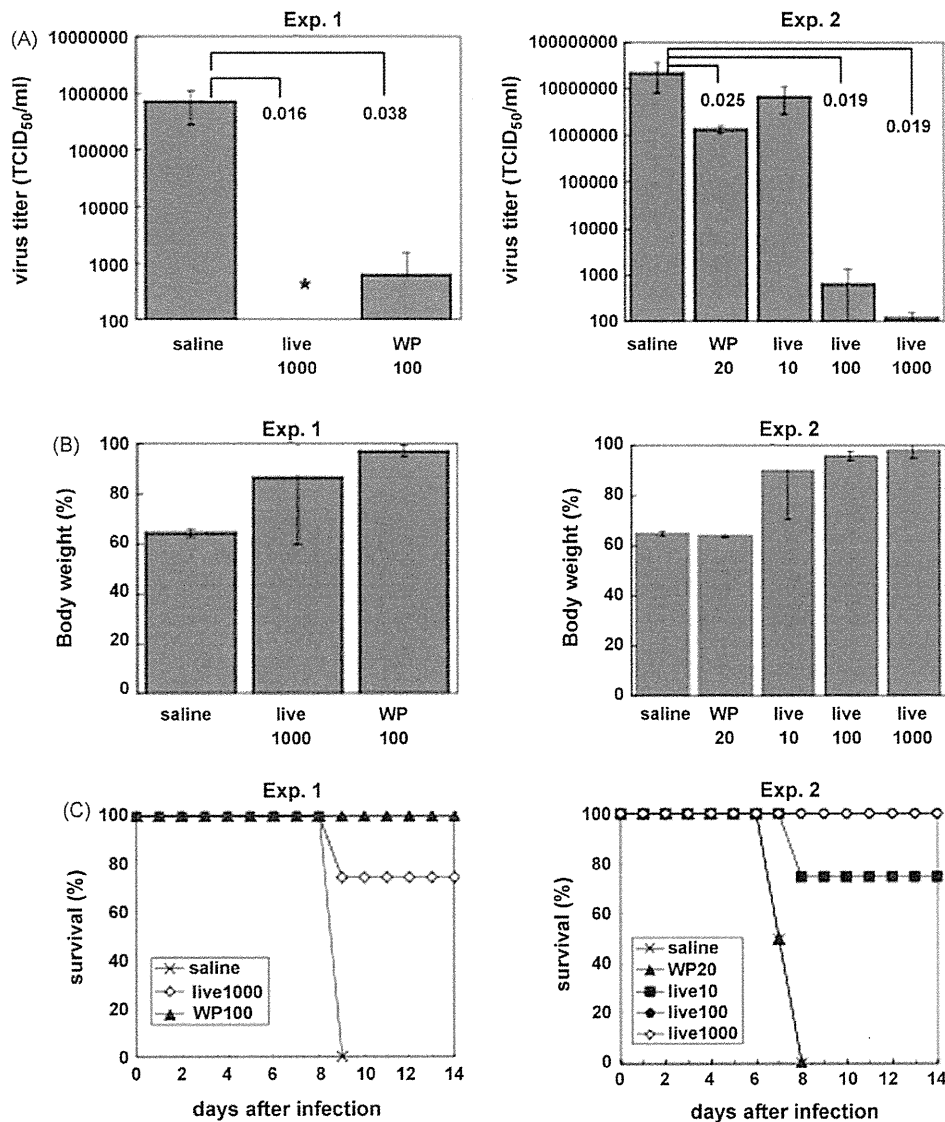 (A)
Exp. 1
virus titer (TCID50/ml)
10000000
1000000
100000
10000
1000
100
0.016
0.038
★
saline
live
1000
WP
100
Exp. 2
virus titer (TCID50/ml)
100000000
10000000
1000000
100000
10000
1000
100
0.025
0.019
0.019
saline
WP
20
live
10
live
100
live
1000
(B)
Exp. 1
Body weight (%)
100
80
60
40
20
0
saline
live
1000
WP
100
Exp. 2
Body weight (%)
100
80
60
40
20
0
saline
WP
20
live
10
live
100
live
1000
(C)
Exp. 1
survival (%)
100
80
60
40
20
0
saline
live1000
WP100
0 2 4 6 8 10 12 14
days after infection
Exp. 2
survival (%)
100
80
60
40
20
0
saline
WP20
live10
live100
live1000
0 2 4 6 8 10 12 14
days after infection